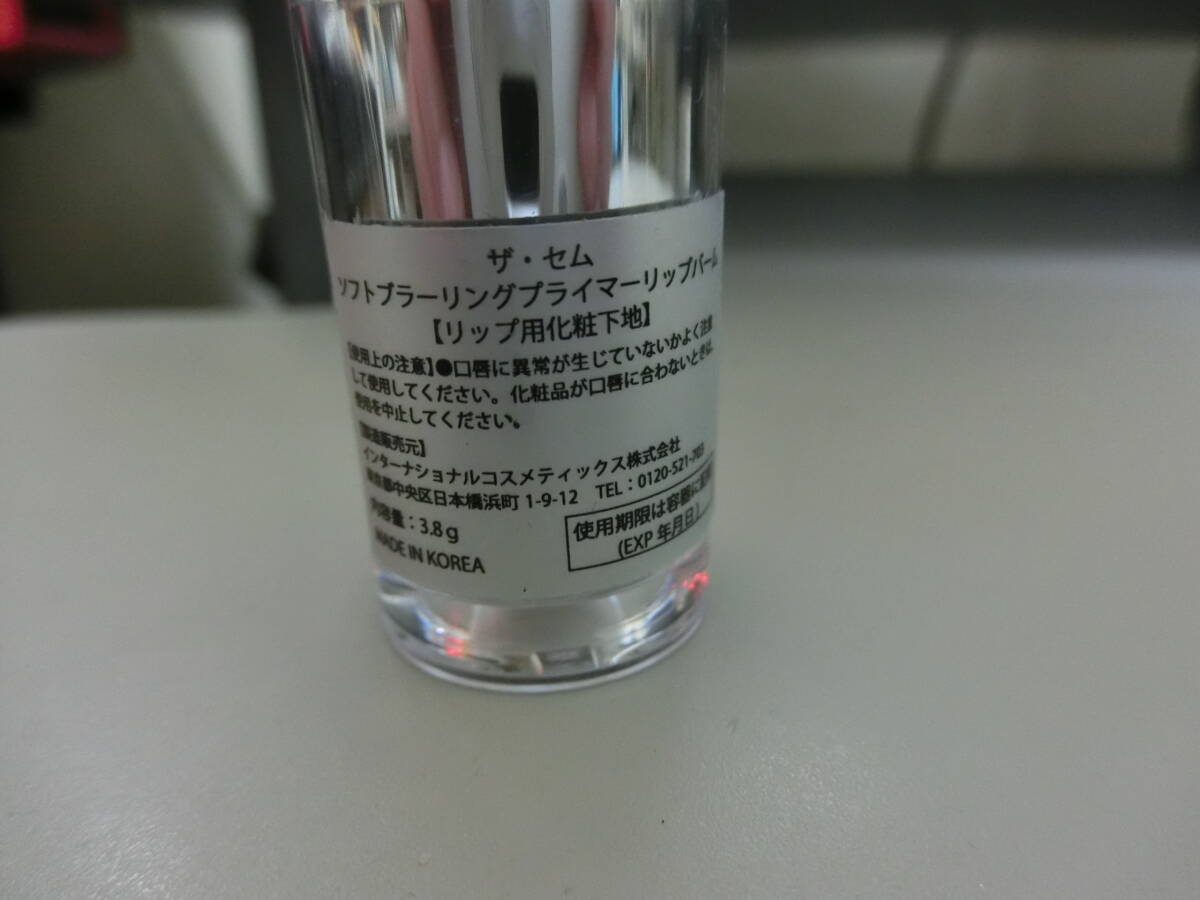 ザ・セム
ソフトブラーリングプライマーリップバーム
【リップ用化粧下地】
【使用上の注意】●口唇に異常が生じていないかよく注意
して使用してください。化粧品が口唇に合わないときは、
使用を中止してください。
【製造販売元】
インターナショナルコスメティックス株式会社
東京都中央区日本橋浜町 1-9-12 TEL：0120-521-703
内容量：3.8g
MADE IN KOREA
使用期限は容器に
(EXP 年月日)